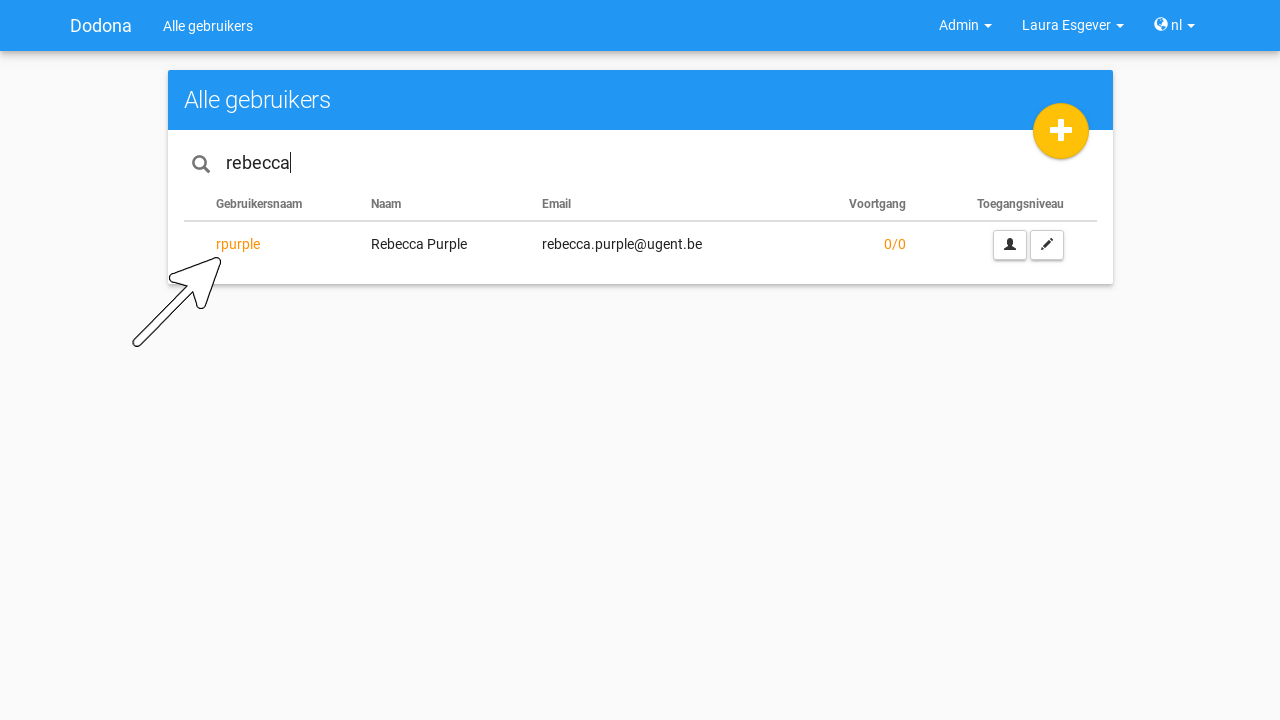 Dodona Alle gebruikers Admin Laura Esgever nl
Alle gebruikers
rebecca
Gebruikersnaam Naam Email Voortgang Toegangsniveau
rpurple Rebecca Purple rebecca.purple@ugent.be 0/0